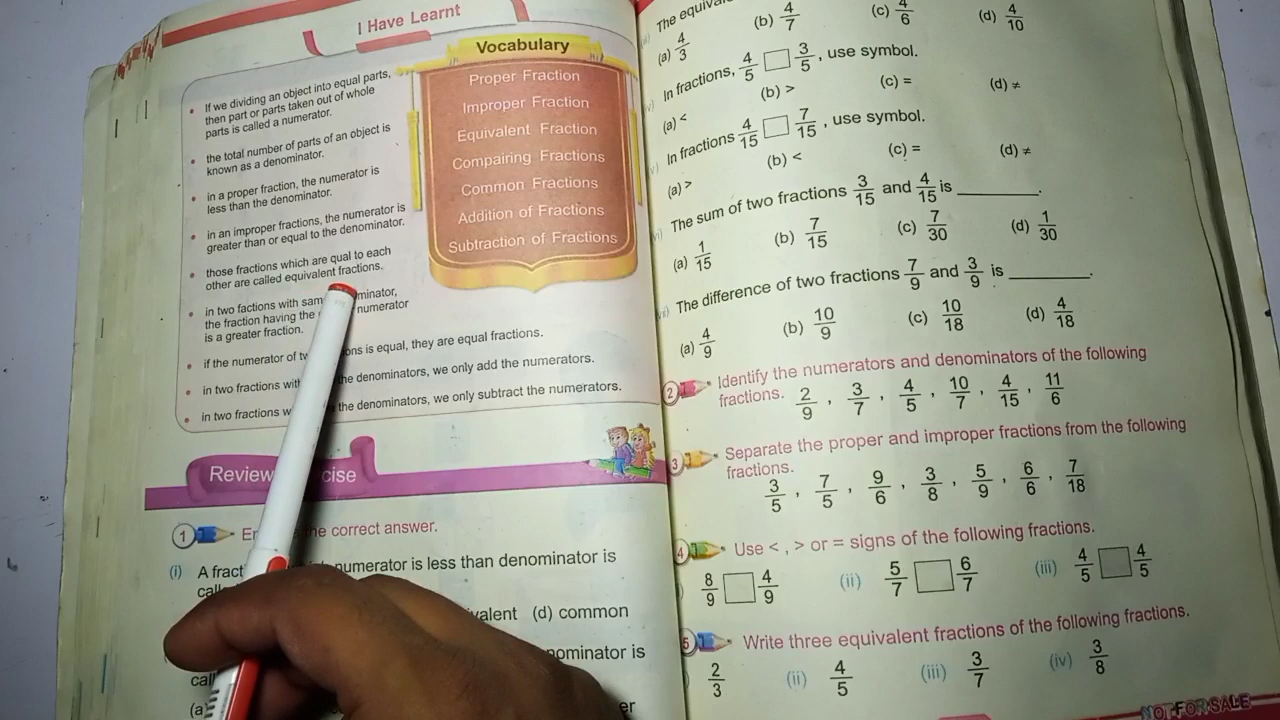 I Have Learnt
If we dividing an object into equal parts,
then part or parts taken out of whole
parts is called a numerator.
the total number of parts of an object is
known as a denominator.
in a proper fraction, the numerator is
less than the denominator.
in an improper fractions, the numerator is
greater than or equal to the denominator.
those fractions which are qual to each
other are called equivalent fractions.
in two factions with minator,
the fraction having the numerator
is a greater fraction.
if the numerator of ons is equal, they are equal fractions.
in two fractions the denominators, we only add the numerators.
in two fractions the denominators, we only subtract the numerators.
Vocabulary
Proper Fraction
Improper Fraction
Equivalent Fraction
Compairing Fractions
Common Fractions
Addition of Fractions
Subtraction of Fractions
Review cise
1 the correct answer.
(i) A fract numerator is less than denominator is
valent (d) common
nominator is
(a) er
The
(a) 4/3 (b) 4/7 (c) 4/6 (d) 4/10
In fractions, 4/5 □ 3/5 , use symbol.
(a) < (b) > (c) = (d) ≠
In fractions 4/15 □ 7/15 , use symbol.
(a) > (b) < (c) = (d) ≠
The sum of two fractions 3/15 and 4/15 is ________.
(a) 1/15 (b) 7/15 (c) 7/30 (d) 1/30
The difference of two fractions 7/9 and 3/9 is ________.
(a) 4/9 (b) 10/9 (c) 10/18 (d) 4/18
2 Identify the numerators and denominators of the following
fractions. 2/9 , 3/7 , 4/5 , 10/7 , 4/15 , 11/6
3 Separate the proper and improper fractions from the following
fractions.
3/5 , 7/5 , 9/6 , 3/8 , 5/9 , 6/6 , 7/18
4 Use < , > or = signs of the following fractions.
8/9 □ 4/9 (ii) 5/7 □ 6/7 (iii) 4/5 □ 4/5
5 Write three equivalent fractions of the following fractions.
2/3 (ii) 4/5 (iii) 3/7 (iv) 3/8
NOT FOR SALE